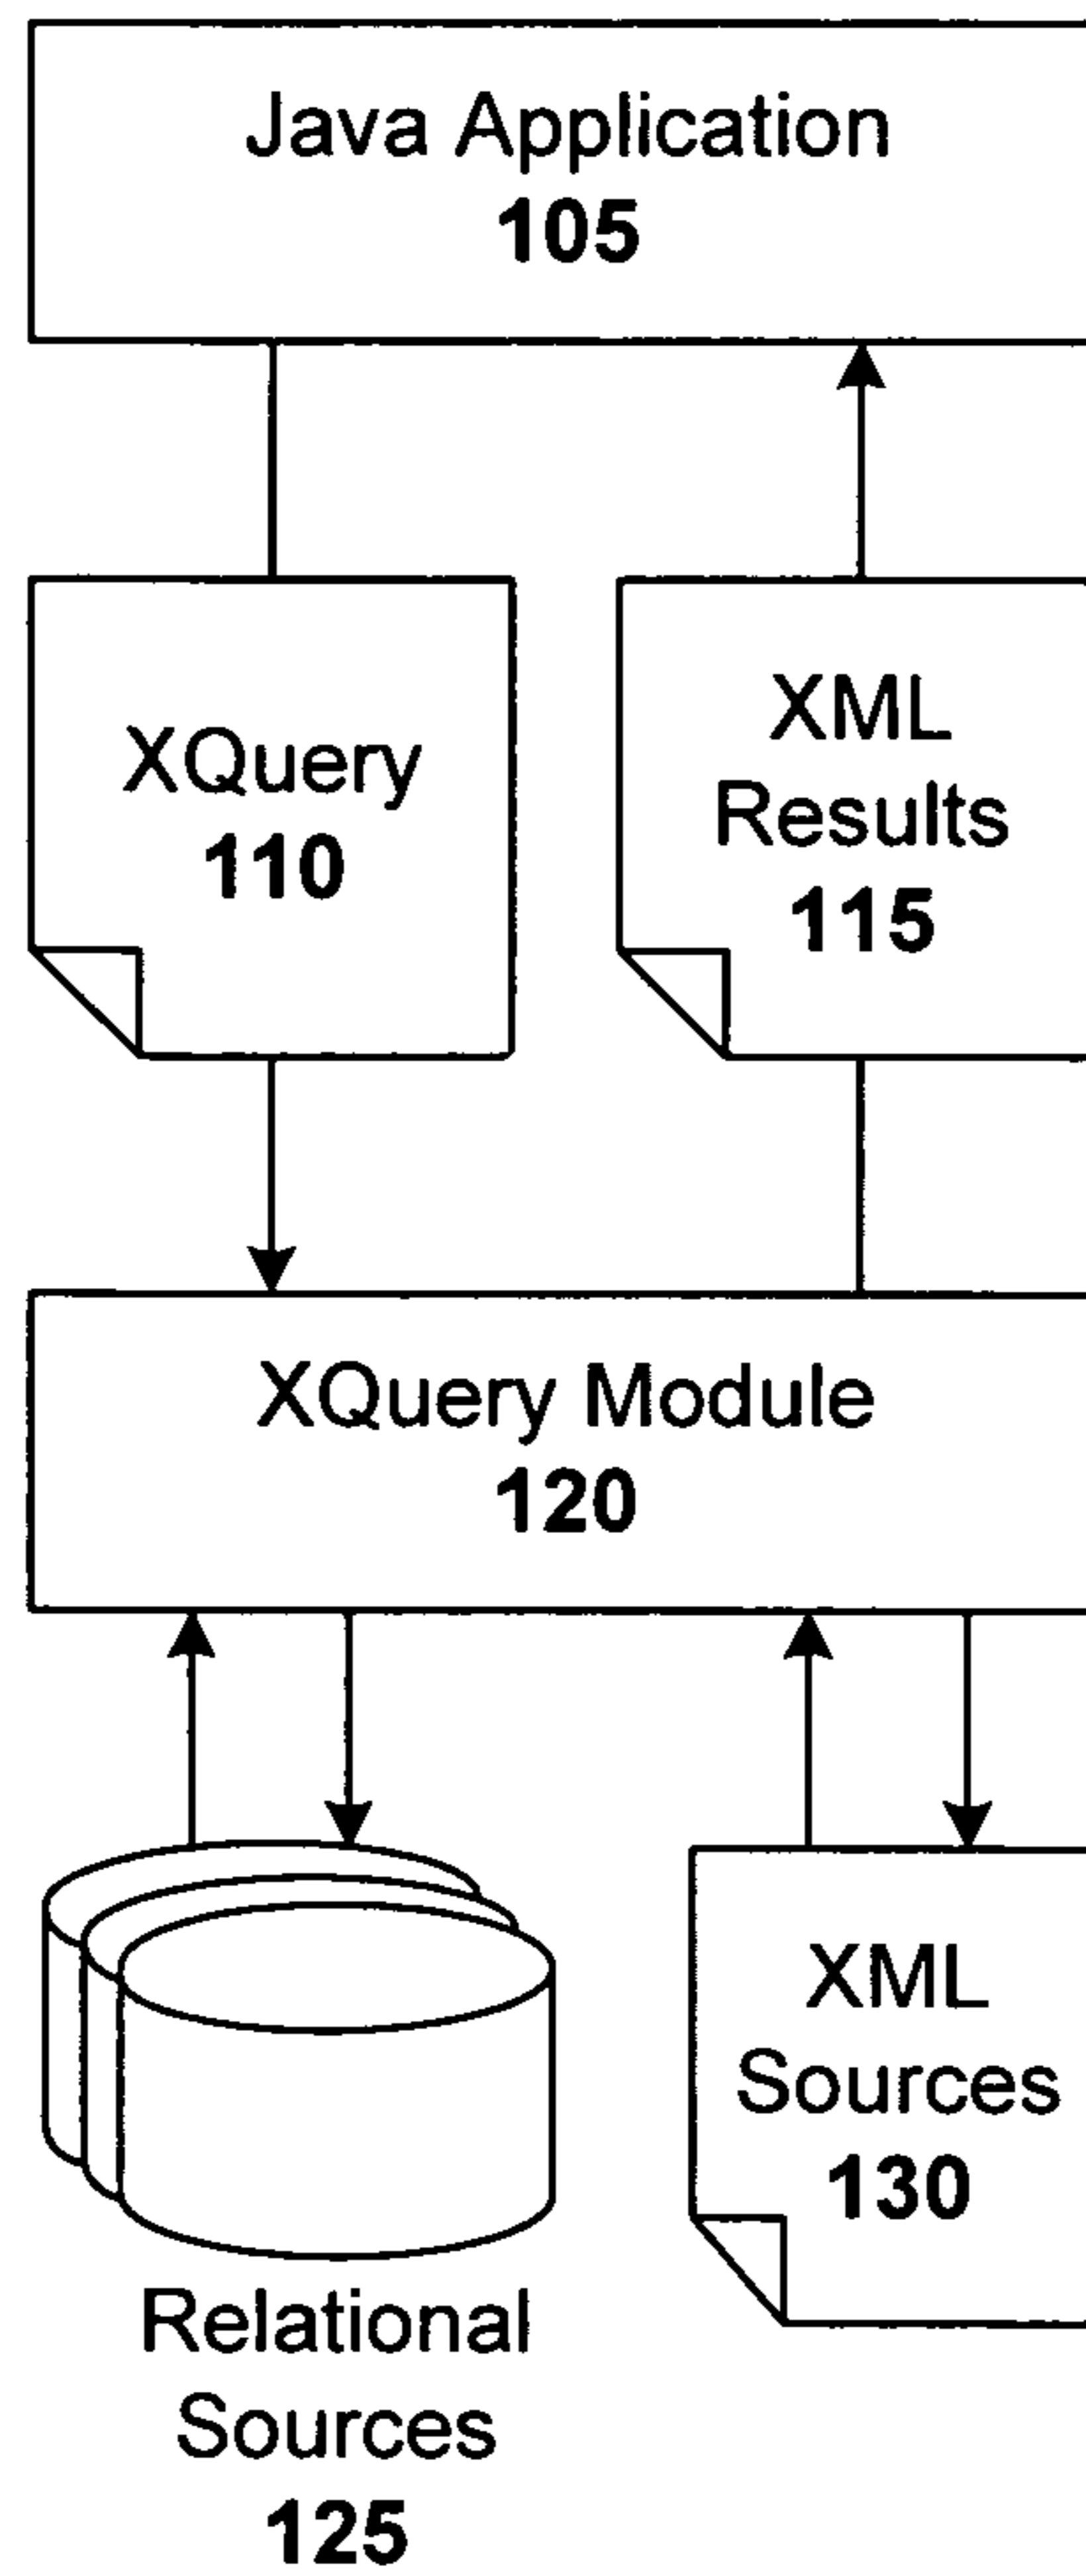 Java Application
105
XQuery
110
XML
Results
115
XQuery Module
120
Relational
Sources
125
XML
Sources
130